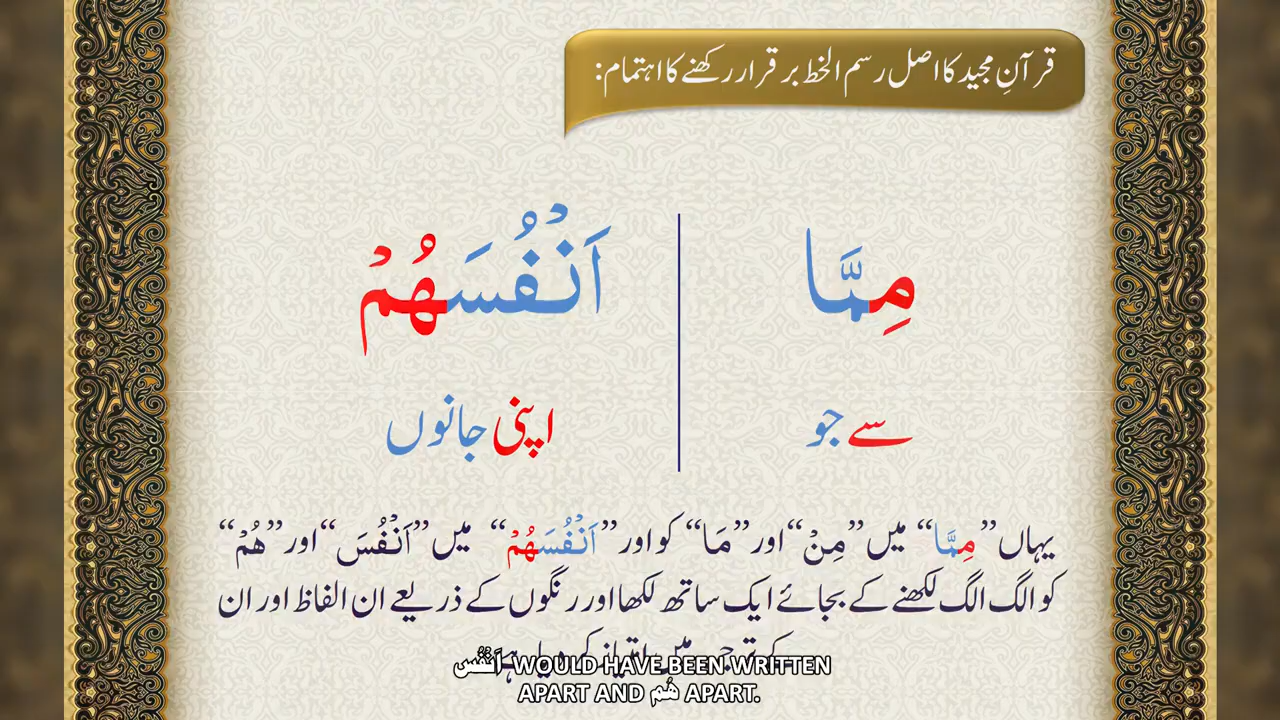 قرآنِ مجید کا اصل رسم الخط برقرار رکھنے کا اہتمام:
مِمَّا اَنْفُسَهُمْ
سے جو اپنی جانوں
یہاں ”مِمَّا“ میں ”مِنْ“ اور ”مَا“ کو اور ”اَنْفُسَهُمْ“ میں ”اَنْفُسَ“ اور ”هُمْ“
کو الگ الگ لکھنے کے بجائے ایک ساتھ لکھا اور رنگوں کے ذریعے ان الفاظ اور ان
اَنْفُسَ WOULD HAVE BEEN WRITTEN
APART AND هُم APART.